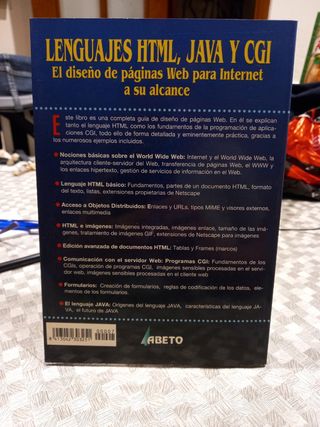 LENGUAJES HTML, JAVA Y CGI
El diseño de páginas Web para Internet
a su alcance
Este libro es una completa guía de diseño de páginas Web. En él se explican
tanto el lenguaje HTML, como los fundamentos de la programación de aplica-
ciones CGI, todo ello de forma detallada y eminentemente práctica, gracias a
los numerosos ejemplos incluidos.
Nociones básicas sobre el World Wide Web: Internet y el World Wide Web, la
arquitectura cliente-servidor del Web, transferencia de páginas Web, el WWW y
los enlaces hipertexto, gestión de servicios de información en el Web.
Lenguaje HTML básico: Fundamentos, partes de un documento HTML, formato
del texto, listas, extensiones propietarias de Netscape
Acceso a Objetos Distribuidos: Enlaces y URLs, tipos MIME y visores externos,
enlaces multimedia
HTML e imágenes: Imágenes integradas, imágenes enlace, tamaño de las imá-
genes, tratamiento de imágenes GIF, extensiones de Netscape para imágenes
Edición avanzada de documentos HTML: Tablas y Frames (marcos)
Comunicación con el servidor Web: Programas CGI: Fundamentos de los
CGIs, operación de programas CGI, imágenes sensibles procesadas en el servi-
dor web, imágenes sensibles procesadas en el cliente web
Formularios: Creación de formularios, reglas de codificación de los datos, ele-
mentos de los formularios.
El lenguaje JAVA: Orígenes del lenguaje JAVA, características del lenguaje JA-
VA, el futuro de JAVA
00007
ABETO